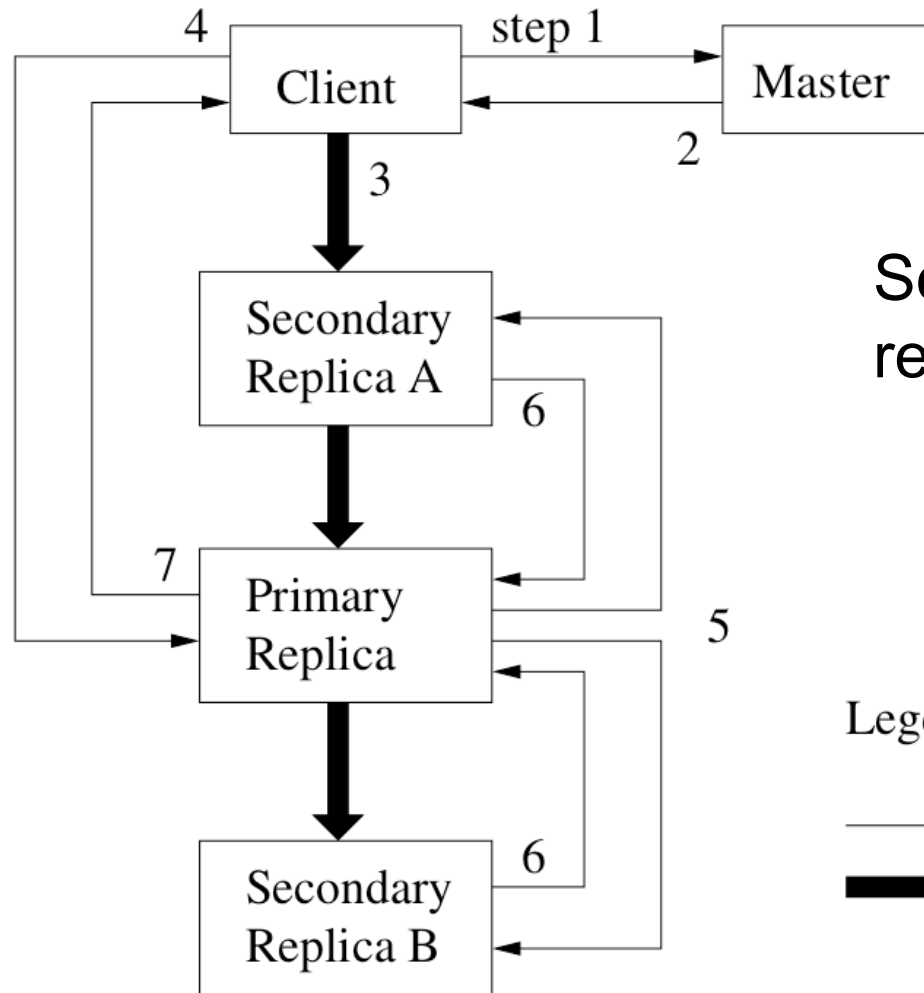 4
step 1
Client
Master
2
3
Secondary
Replica A
6
7
Primary
Replica
5
6
Secondary
Replica B